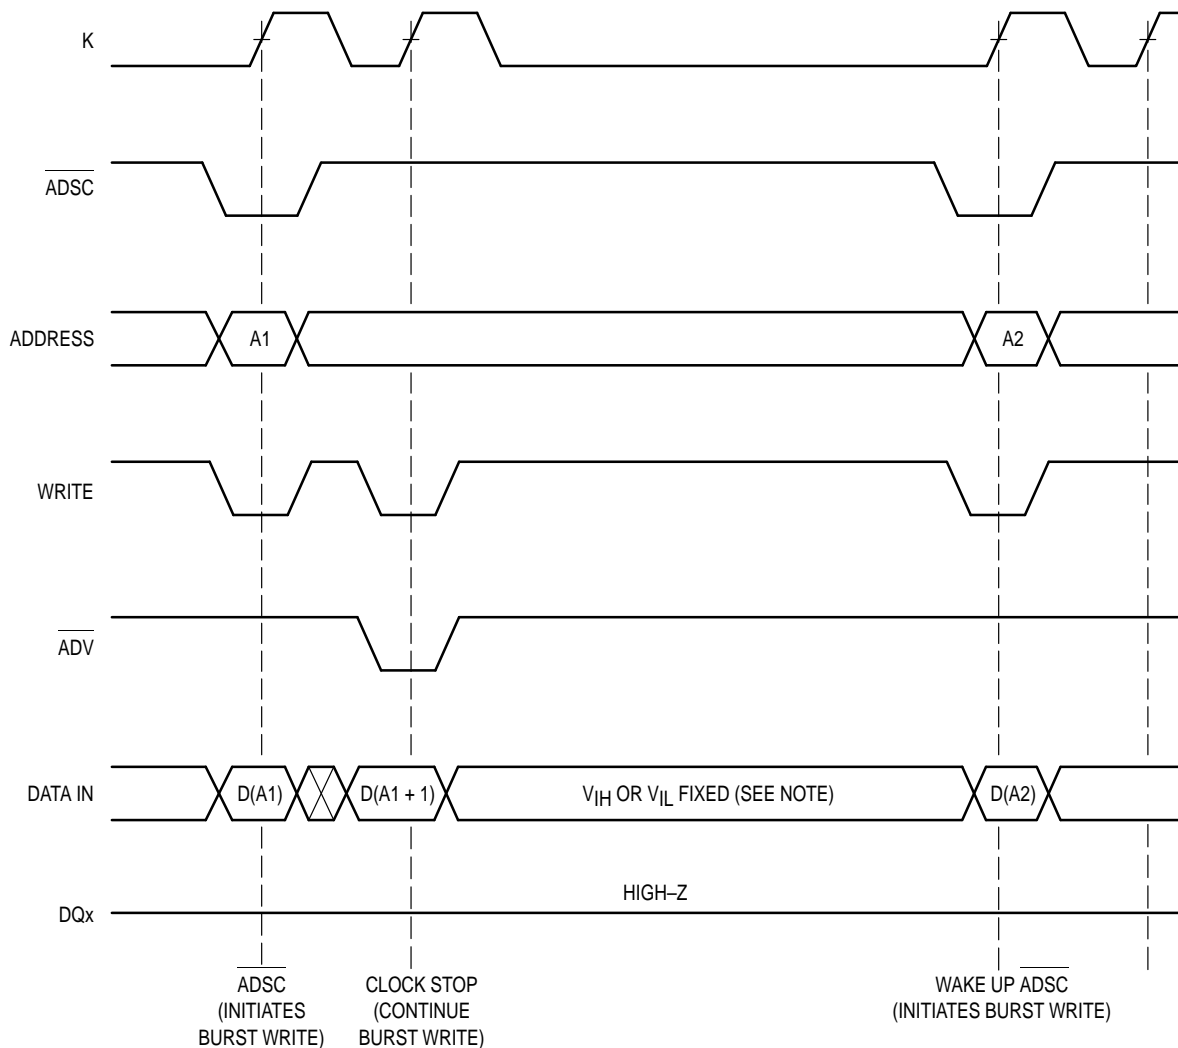 K
ADSC
ADDRESS
A1
A2
WRITE
ADV
DATA IN
D(A1)
D(A1 + 1)
VIH OR VIL FIXED (SEE NOTE)
D(A2)
HIGH–Z
DQx
ADSC
(INITIATES
BURST WRITE)
CLOCK STOP
(CONTINUE
BURST WRITE)
WAKE UP ADSC
(INITIATES BURST WRITE)